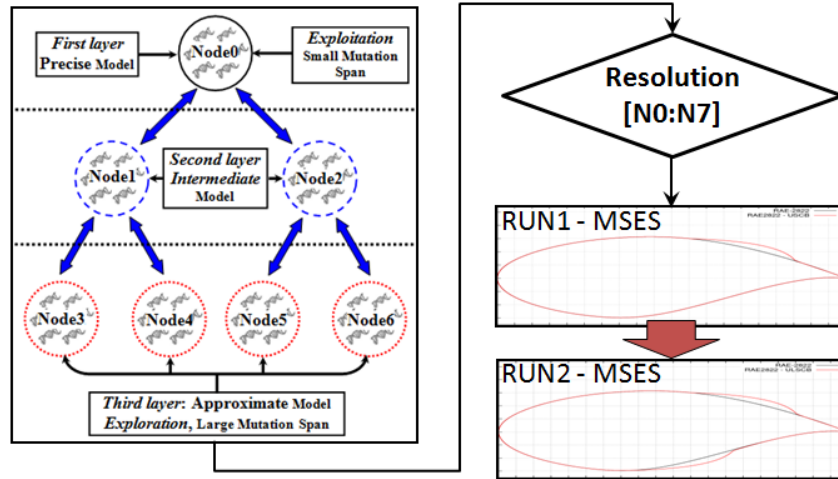 First layer
Precise Model
Node0
Exploitation
Small Mutation
Span
Node1
Second layer
Intermediate
Model
Node2
Node3
Node4
Node5
Node6
Third layer: Approximate Model
Exploration, Large Mutation Span
Resolution
[N0:N7]
RUN1 - MSES
RAE-2822
RAE2822 - USCB
RUN2 - MSES
RAE-2822
RAE2822 - ULSCB